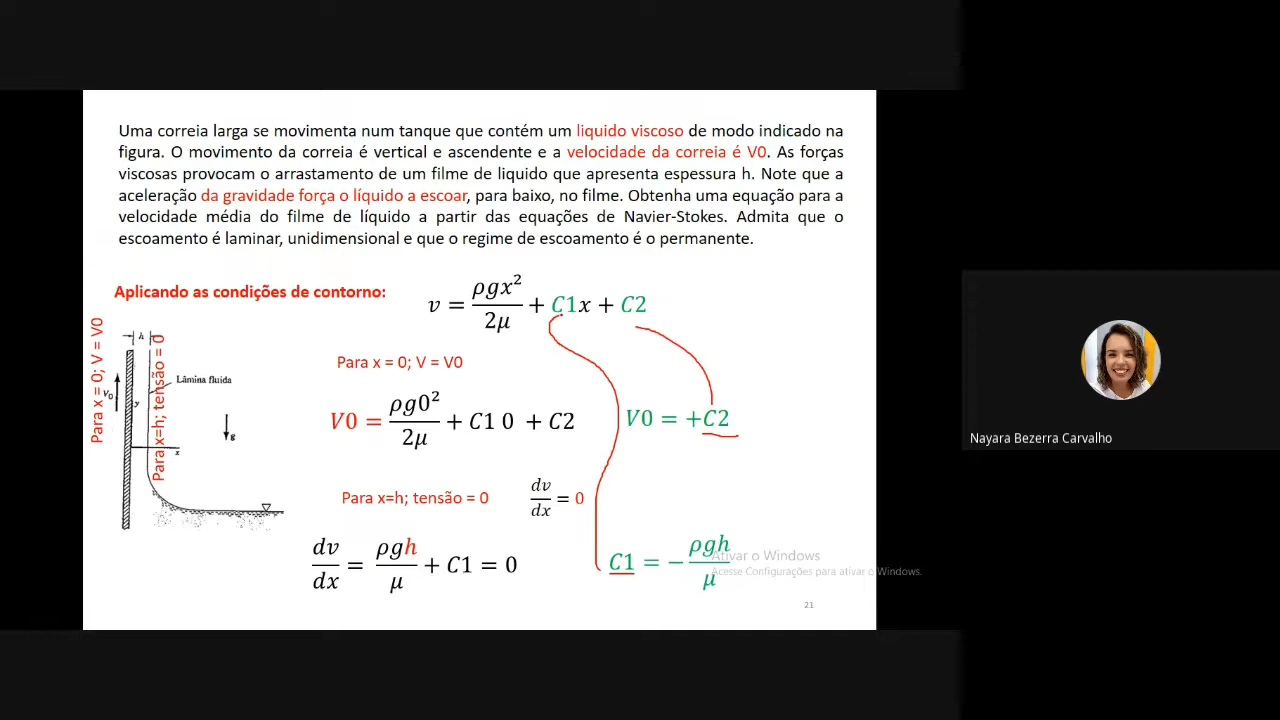 Uma correia larga se movimenta num tanque que contém um liquido viscoso de modo indicado na
figura. O movimento da correia é vertical e ascendente e a velocidade da correia é V0. As forças
viscosas provocam o arrastamento de um filme de liquido que apresenta espessura h. Note que a
aceleração da gravidade força o líquido a escoar, para baixo, no filme. Obtenha uma equação para a
velocidade média do filme de líquido a partir das equações de Navier-Stokes. Admita que o
escoamento é laminar, unidimensional e que o regime de escoamento é o permanente.
Aplicando as condições de contorno:
v = ρgx²/2μ + C1x + C2
Para x = 0; V = V0
Para x=h; tensão = 0
h
Lâmina fluida
V0
y
g
x
Para x = 0; V = V0
V0 = ρg0²/2μ + C1 0 + C2
V0 = +C2
Para x=h; tensão = 0
dv/dx = 0
dv/dx = ρgh/μ + C1 = 0
C1 = − ρgh/μ
Ativar o Windows
Acesse Configurações para ativar o Windows.
21
Nayara Bezerra Carvalho